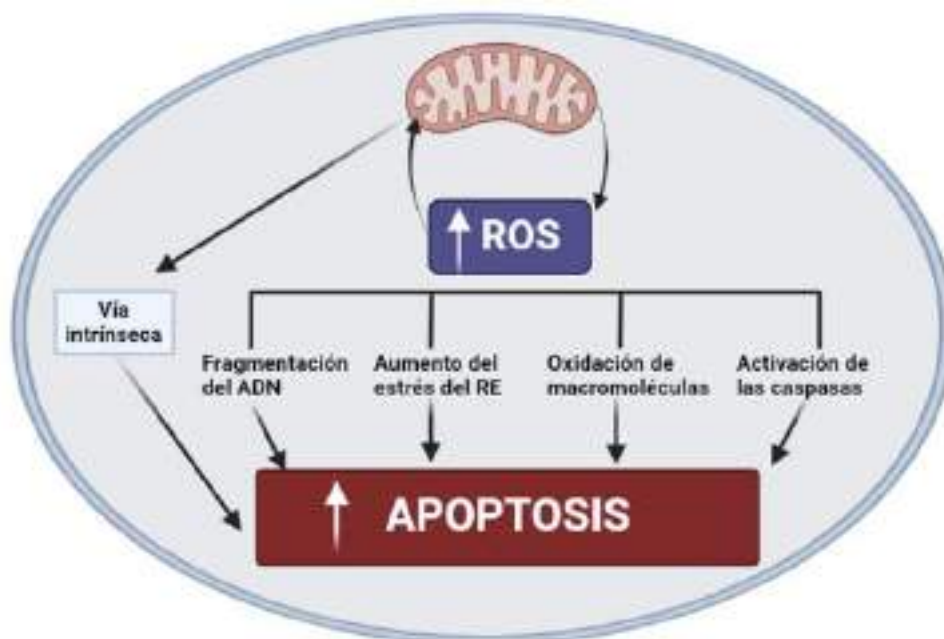 ROS
Vía
intrínseca
Fragmentación
del ADN
Aumento del
estrés del RE
Oxidación de
macromoléculas
Activación de
las caspasas
APOPTOSIS